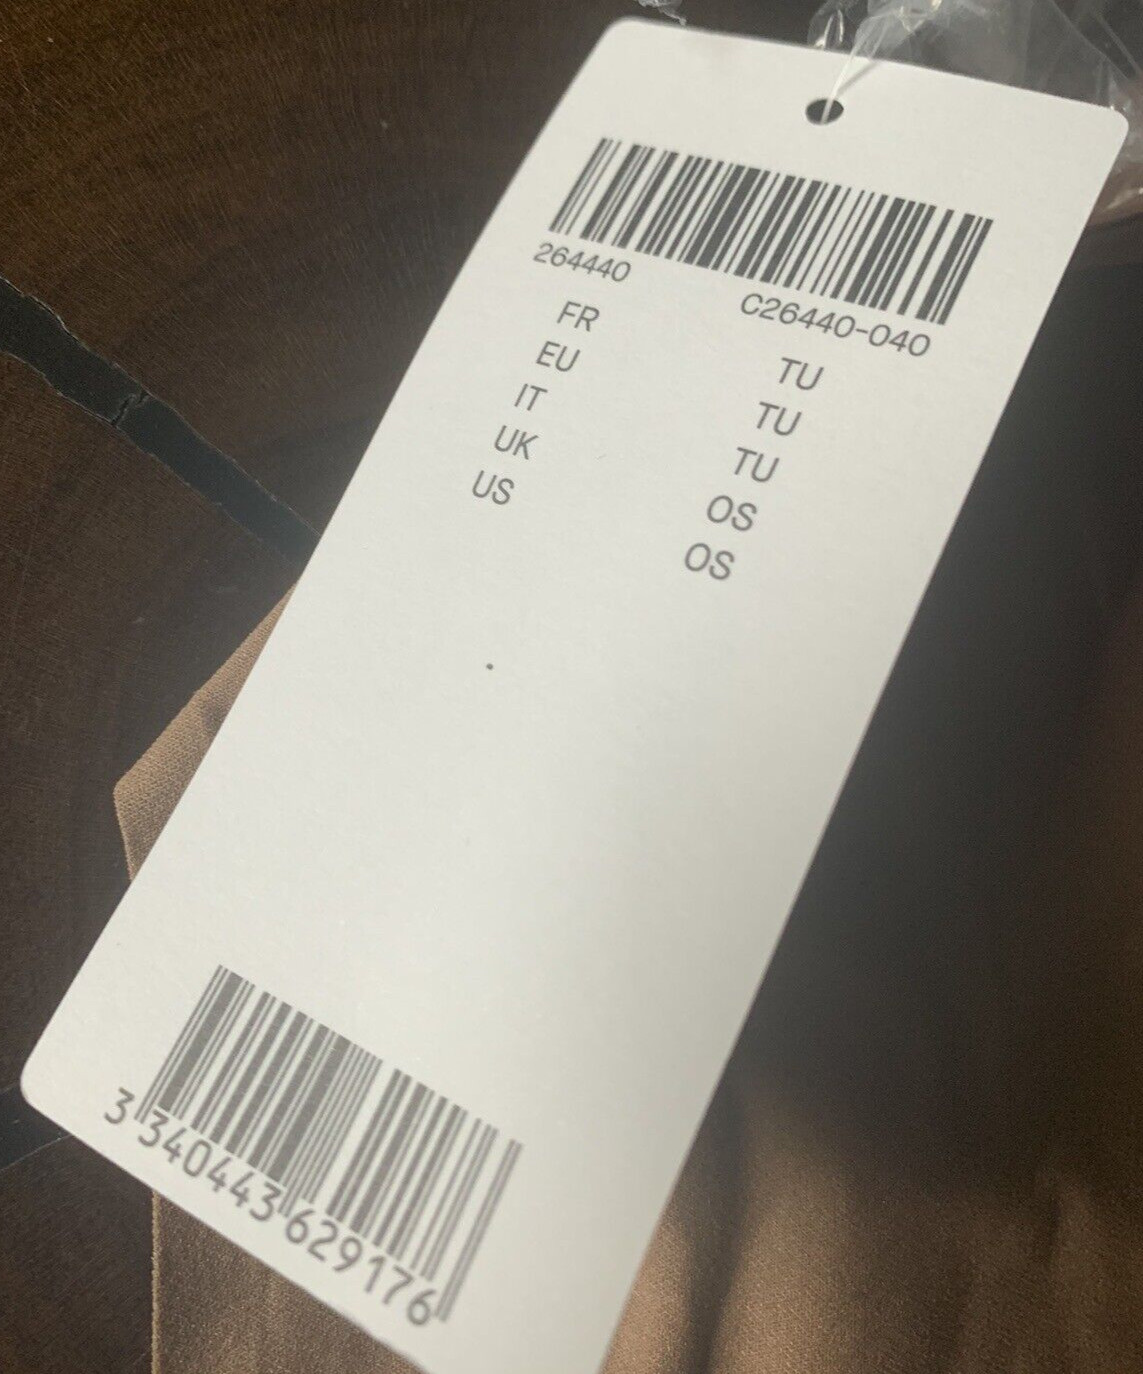 264440 C26440-040
FR TU
EU TU
IT TU
UK OS
US OS
3 340443 629176